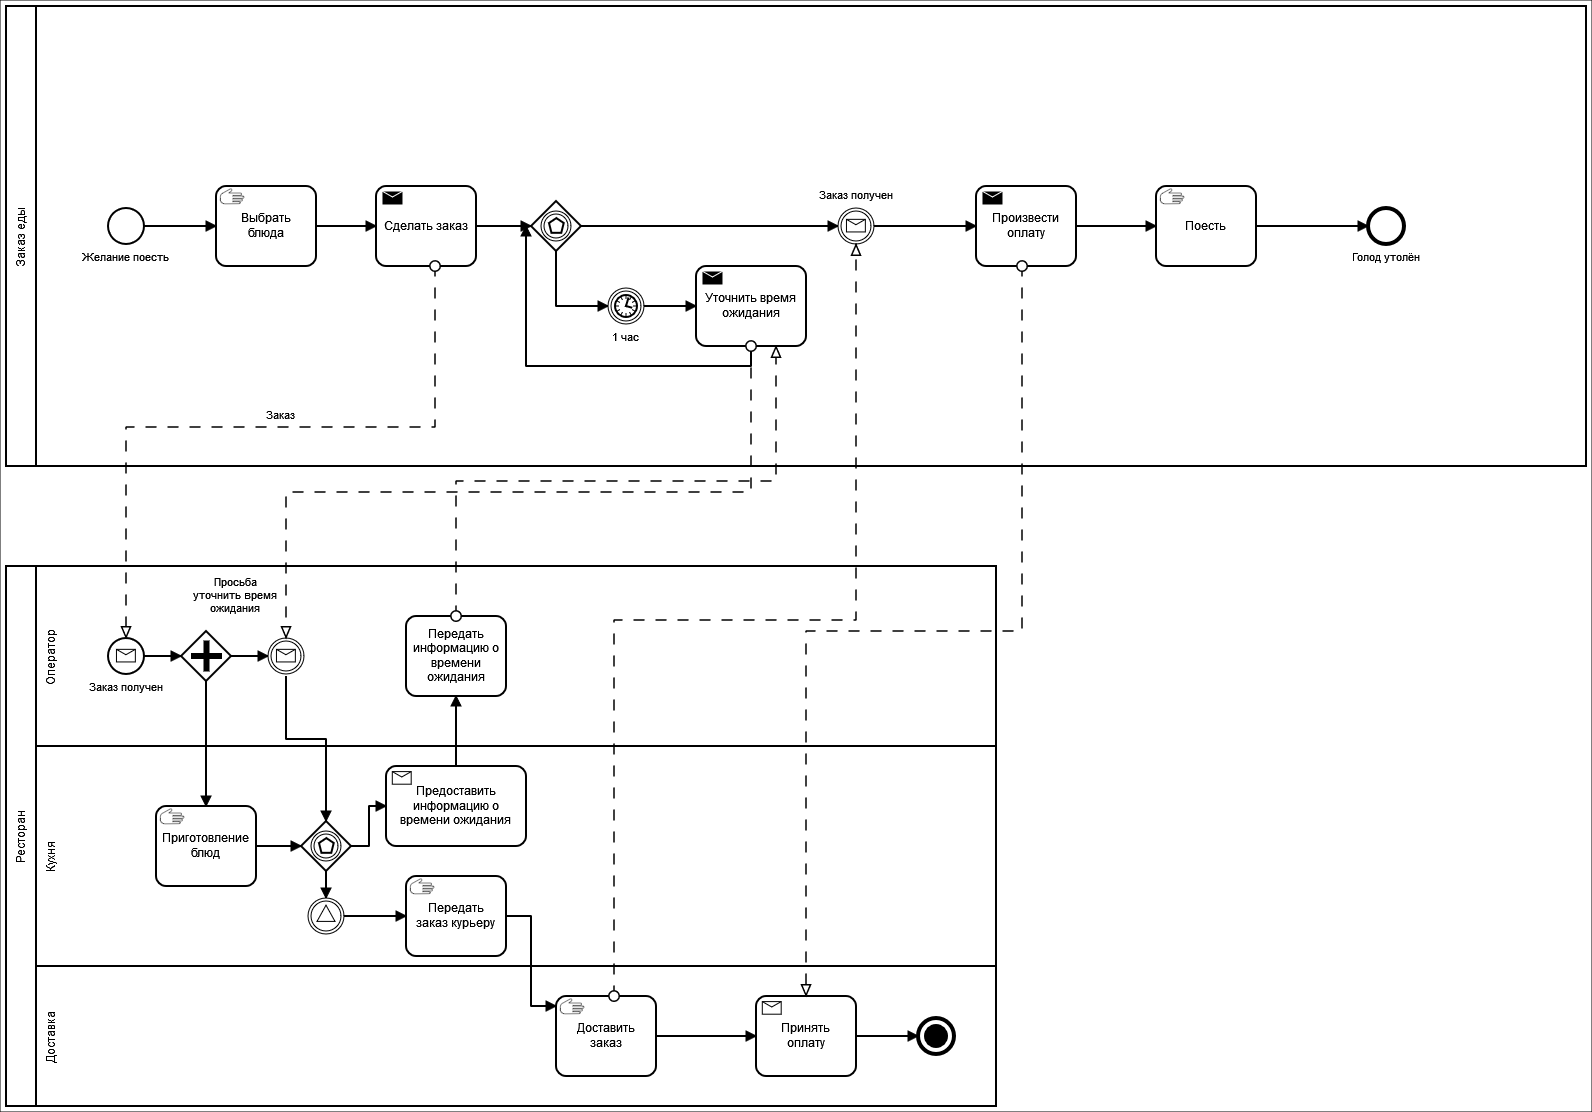 Заказ еды
Желание поесть
Выбрать
блюда
Сделать заказ
Заказ получен
Произвести
оплату
Поесть
Голод утолён
1 час
Уточнить время
ожидания
Заказ
Ресторан
Оператор
Просьба
уточнить время
ожидания
Заказ получен
Передать
информацию о
времени
ожидания
Кухня
Приготовление
блюд
Предоставить
информацию о
времени ожидания
Передать
заказ курьеру
Доставка
Доставить
заказ
Принять
оплату